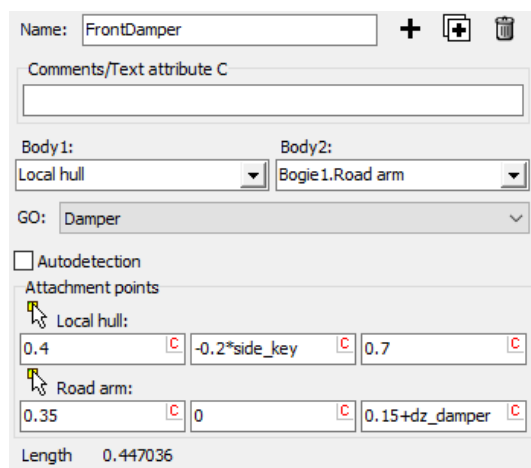 Name: FrontDamper
Comments/Text attribute C
Body1: Body2:
Local hull Bogie1.Road arm
GO: Damper
Autodetection
Attachment points
Local hull:
0.4 C -0.2*side_key C 0.7 C
Road arm:
0.35 C 0 C 0.15+dz_damper C
Length 0.447036